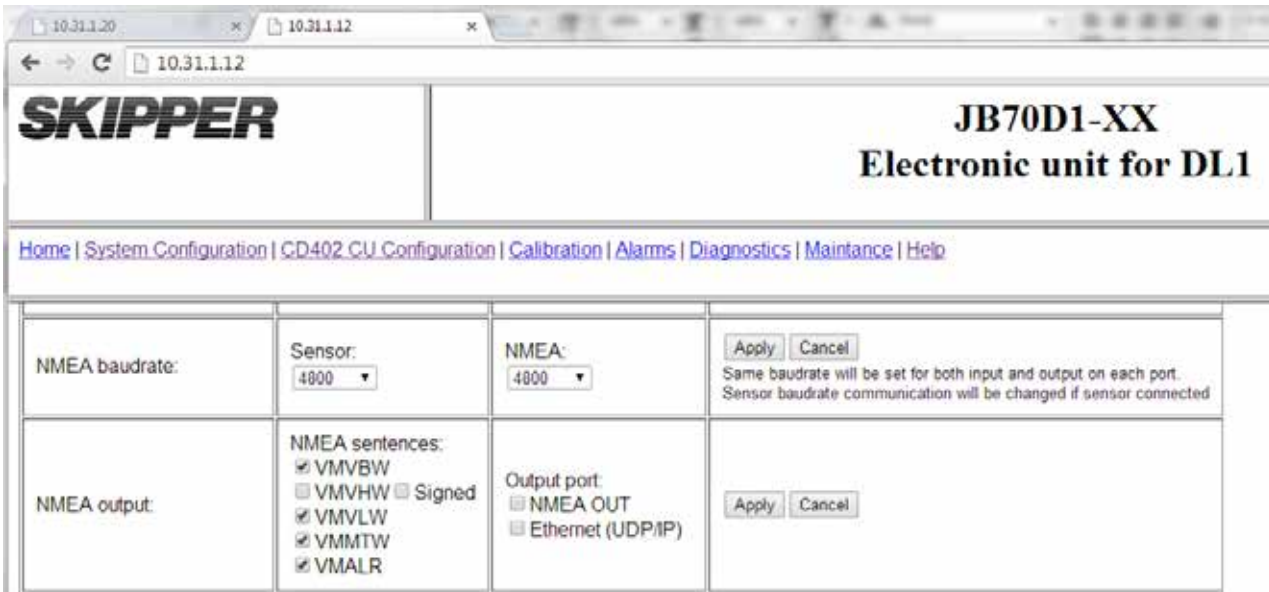 10.31.1.20 10.31.1.12
10.31.1.12
SKIPPER
JB70D1-XX
Electronic unit for DL1
Home | System Configuration | CD402 CU Configuration | Calibration | Alarms | Diagnostics | Maintance | Help
NMEA baudrate:
Sensor:
4800
NMEA:
4800
Apply Cancel
Same baudrate will be set for both input and output on each port.
Sensor baudrate communication will be changed if sensor connected
NMEA output:
NMEA sentences:
VMVBW
VMVHW Signed
VMVLW
VMMTW
VMALR
Output port:
NMEA OUT
Ethernet (UDP/IP)
Apply Cancel